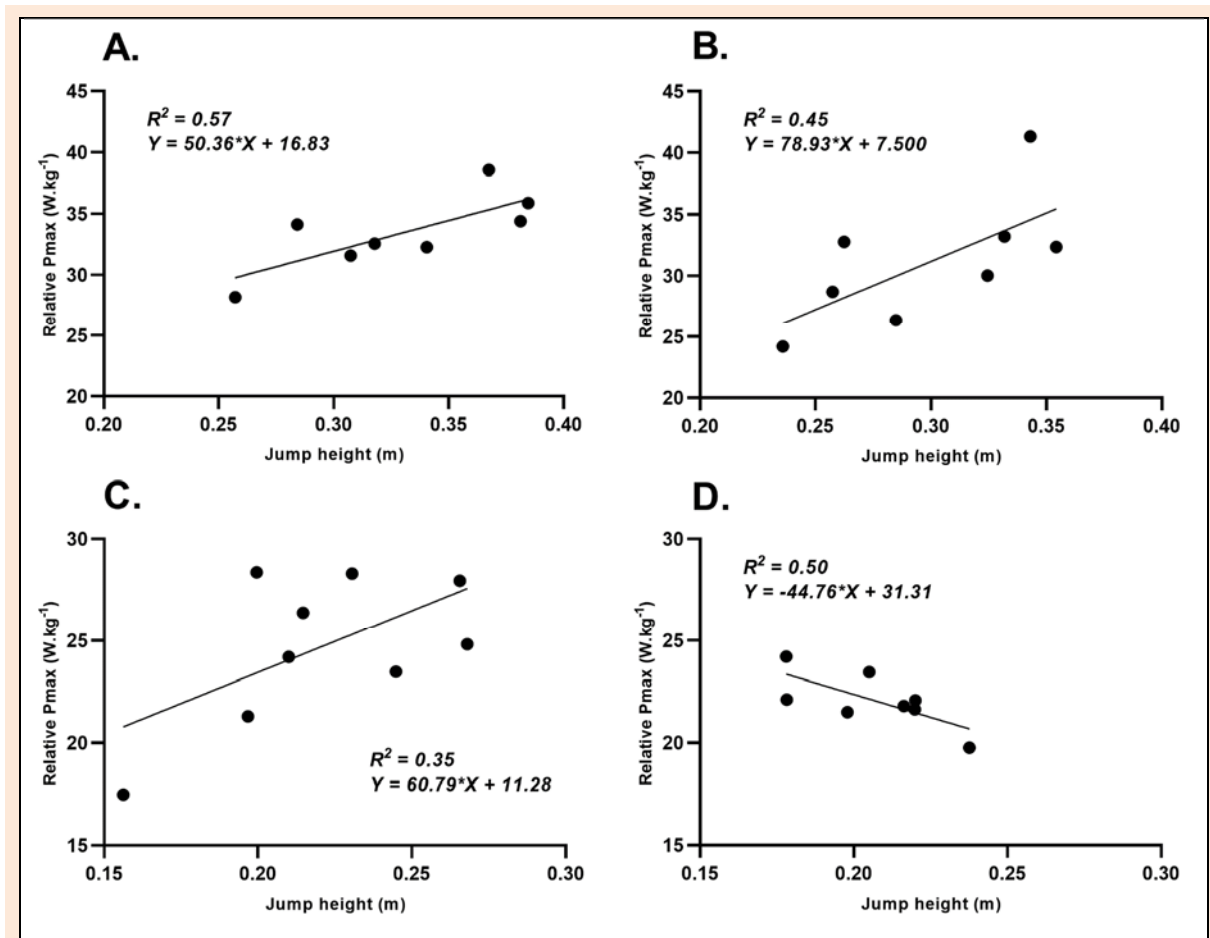 A.
R² = 0.57
Y = 50.36*X + 16.83
Relative Pmax (W.kg⁻¹)
45
40
35
30
25
20
0.20 0.25 0.30 0.35 0.40
Jump height (m)
B.
R² = 0.45
Y = 78.93*X + 7.500
Relative Pmax (W.kg⁻¹)
45
40
35
30
25
20
0.20 0.25 0.30 0.35 0.40
Jump height (m)
C.
R² = 0.35
Y = 60.79*X + 11.28
Relative Pmax (W.kg⁻¹)
30
25
20
15
0.15 0.20 0.25 0.30
Jump height (m)
D.
R² = 0.50
Y = -44.76*X + 31.31
Relative Pmax (W.kg⁻¹)
30
25
20
15
0.15 0.20 0.25 0.30
Jump height (m)